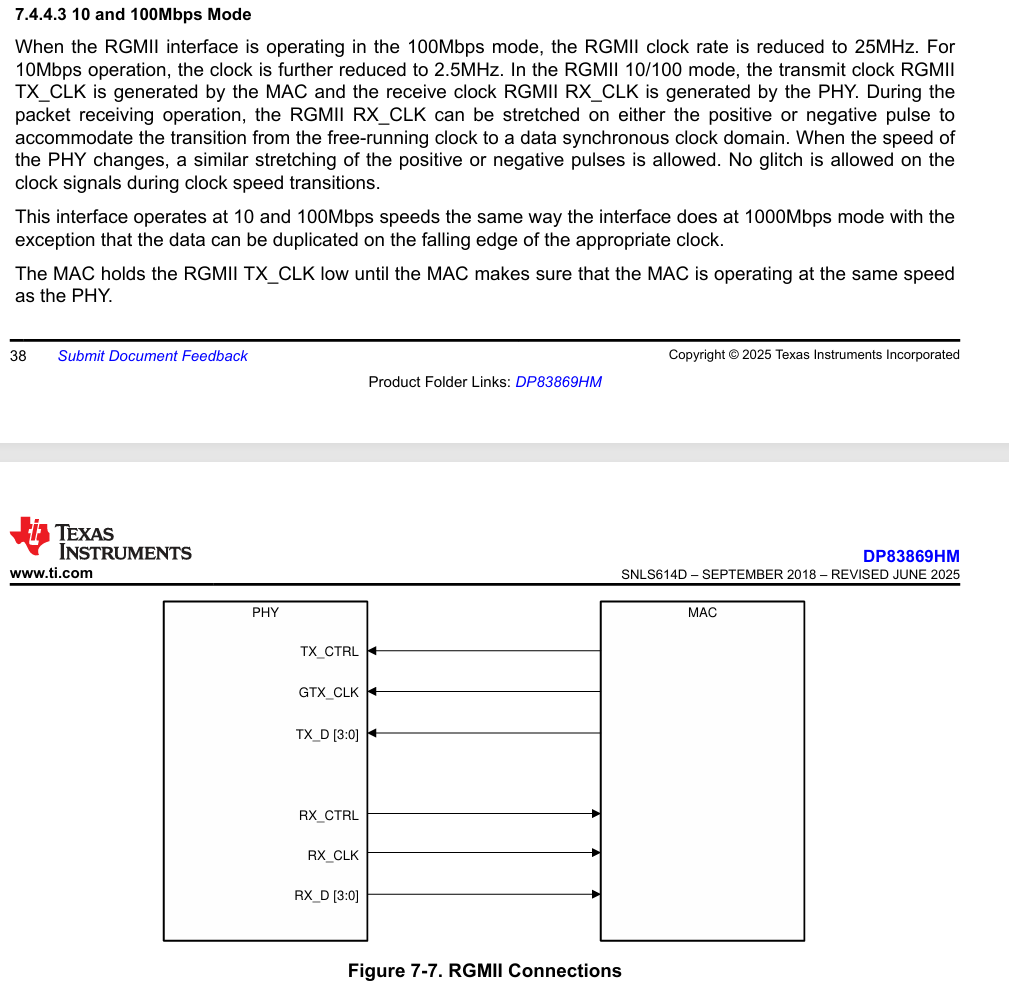 7.4.4.3 10 and 100Mbps Mode
When the RGMII interface is operating in the 100Mbps mode, the RGMII clock rate is reduced to 25MHz. For
10Mbps operation, the clock is further reduced to 2.5MHz. In the RGMII 10/100 mode, the transmit clock RGMII
TX_CLK is generated by the MAC and the receive clock RGMII RX_CLK is generated by the PHY. During the
packet receiving operation, the RGMII RX_CLK can be stretched on either the positive or negative pulse to
accommodate the transition from the free-running clock to a data synchronous clock domain. When the speed of
the PHY changes, a similar stretching of the positive or negative pulses is allowed. No glitch is allowed on the
clock signals during clock speed transitions.
This interface operates at 10 and 100Mbps speeds the same way the interface does at 1000Mbps mode with the
exception that the data can be duplicated on the falling edge of the appropriate clock.
The MAC holds the RGMII TX_CLK low until the MAC makes sure that the MAC is operating at the same speed
as the PHY.
38 Submit Document Feedback Copyright © 2025 Texas Instruments Incorporated
Product Folder Links: DP83869HM
TEXAS
INSTRUMENTS
DP83869HM
www.ti.com SNLS614D – SEPTEMBER 2018 – REVISED JUNE 2025
PHY MAC
TX_CTRL
GTX_CLK
TX_D [3:0]
RX_CTRL
RX_CLK
RX_D [3:0]
Figure 7-7. RGMII Connections